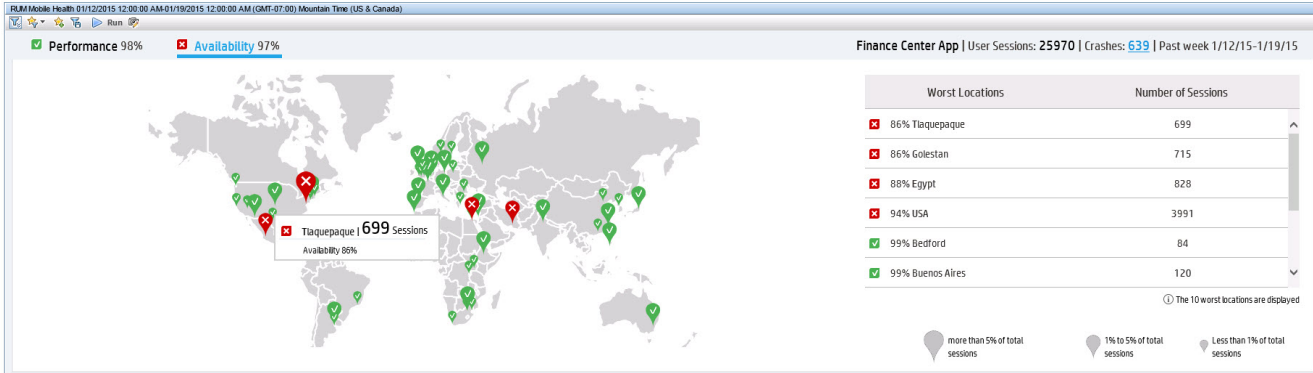 RUM Mobile Health 01/12/2015 12:00:00 AM-01/19/2015 12:00:00 AM (GMT-07:00) Mountain Time (US & Canada)
Run
Performance 98% Availability 97% Finance Center App | User Sessions: 25970 | Crashes: 639 | Past week 1/12/15-1/19/15
Worst Locations Number of Sessions
86% Tlaquepaque 699
86% Golestan 715
88% Egypt 828
94% USA 3991
99% Bedford 84
99% Buenos Aires 120
Tlaquepaque | 699 Sessions
Availability 86%
The 10 worst locations are displayed
more than 5% of total sessions
1% to 5% of total sessions
Less than 1% of total sessions